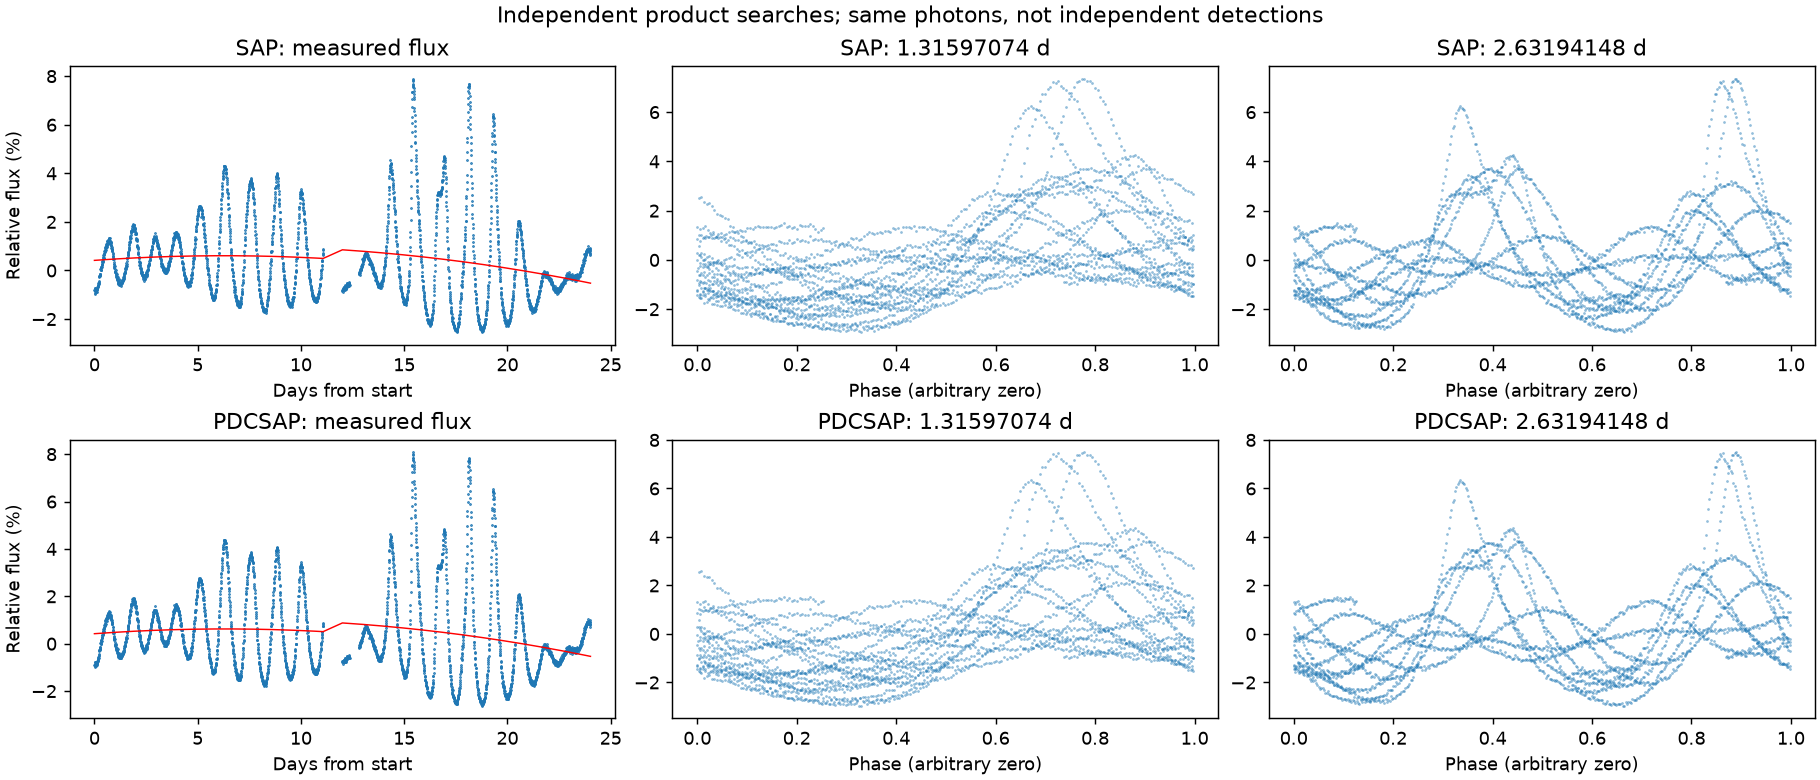 Independent product searches; same photons, not independent detections
SAP: measured flux
SAP: 1.31597074 d
SAP: 2.63194148 d
Relative flux (%)
8
6
4
2
0
−2
0 5 10 15 20 25
Days from start
6
4
2
0
−2
0.0 0.2 0.4 0.6 0.8 1.0
Phase (arbitrary zero)
6
4
2
0
−2
0.0 0.2 0.4 0.6 0.8 1.0
Phase (arbitrary zero)
PDCSAP: measured flux
PDCSAP: 1.31597074 d
PDCSAP: 2.63194148 d
Relative flux (%)
8
6
4
2
0
−2
0 5 10 15 20 25
Days from start
8
6
4
2
0
−2
0.0 0.2 0.4 0.6 0.8 1.0
Phase (arbitrary zero)
8
6
4
2
0
−2
0.0 0.2 0.4 0.6 0.8 1.0
Phase (arbitrary zero)